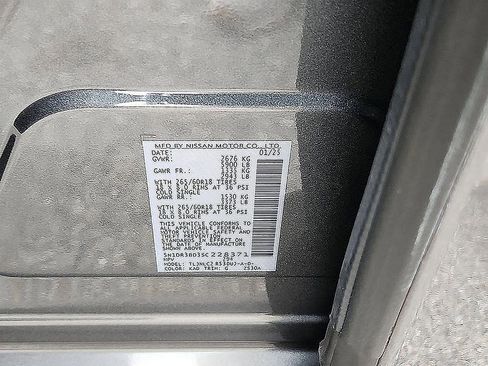 MFD BY NISSAN MOTOR CO., LTD.
DATE: 01/25
GVWR: 2676 KG
5900 LB
GAWR FR.: 1335 KG
2943 LB
WITH 265/60R18 TIRES
18 X 8.0 RIMS AT 36 PSI
COLD SINGLE
GAWR RR.: 1530 KG
3373 LB
WITH 265/60R18 TIRES
18 X 8.0 RIMS AT 36 PSI
COLD SINGLE
THIS VEHICLE CONFORMS TO
ALL APPLICABLE FEDERAL
MOTOR VEHICLE SAFETY
AND THEFT PREVENTION
STANDARDS IN EFFECT ON
THE DATE OF MANUFACTURE
SHOWN ABOVE.
228371
MPV
MODEL:
COLOR: KAD TRIM: G 2S30A